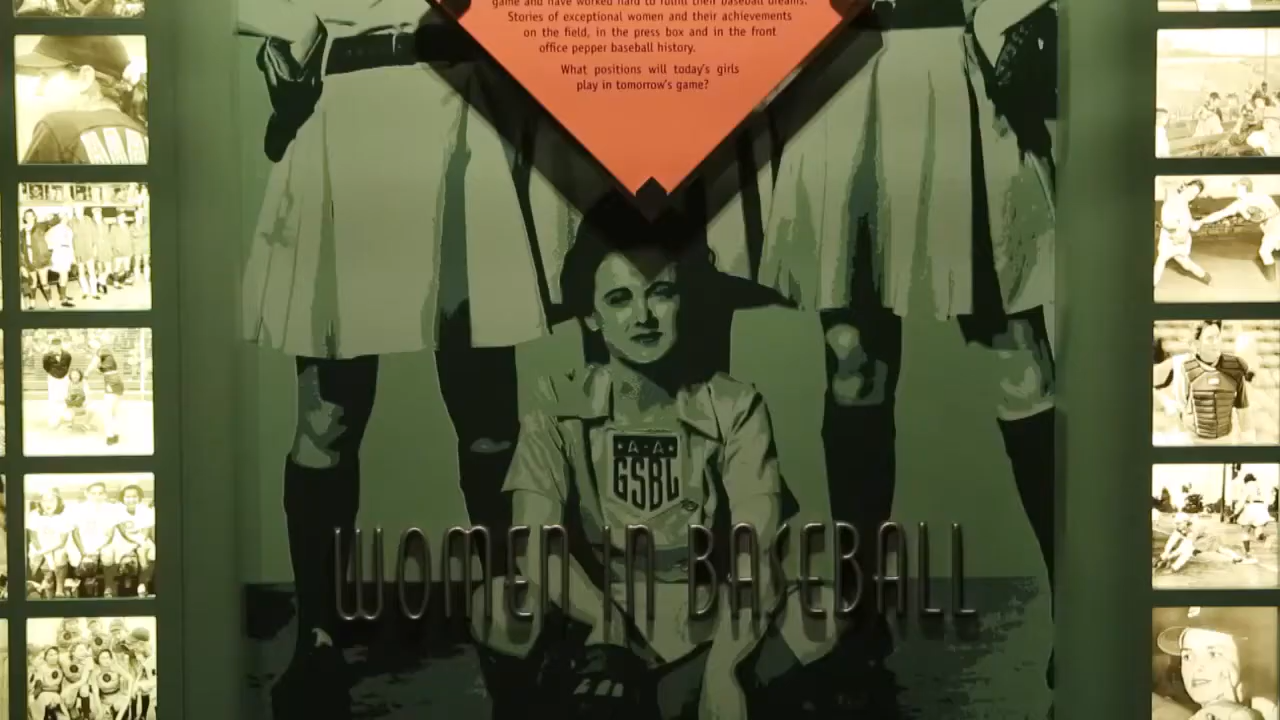 game and have worked hard to fulfill their baseball dreams.
Stories of exceptional women and their achievements
on the field, in the press box and in the front
office pepper baseball history.
What positions will today's girls
play in tomorrow's game?
A-A
GSBL
WOMEN IN BASEBALL